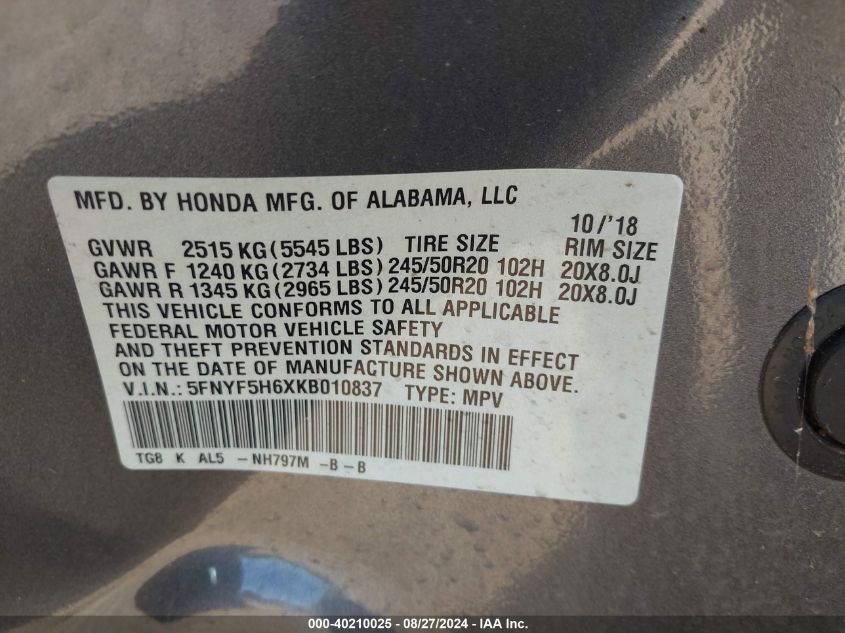 MFD. BY HONDA MFG. OF ALABAMA, LLC
10/'18
GVWR 2515 KG(5545 LBS) TIRE SIZE RIM SIZE
GAWR F 1240 KG(2734 LBS) 245/50R20 102H 20X8.0J
GAWR R 1345 KG(2965 LBS) 245/50R20 102H 20X8.0J
THIS VEHICLE CONFORMS TO ALL APPLICABLE
FEDERAL MOTOR VEHICLE SAFETY
AND THEFT PREVENTION STANDARDS IN EFFECT
ON THE DATE OF MANUFACTURE SHOWN ABOVE.
V.I.N.: 5FNYF5H6XKB010837 TYPE: MPV
TG8 K AL5 - NH797M -B - B
000-40210025 - 08/27/2024 - IAA Inc.